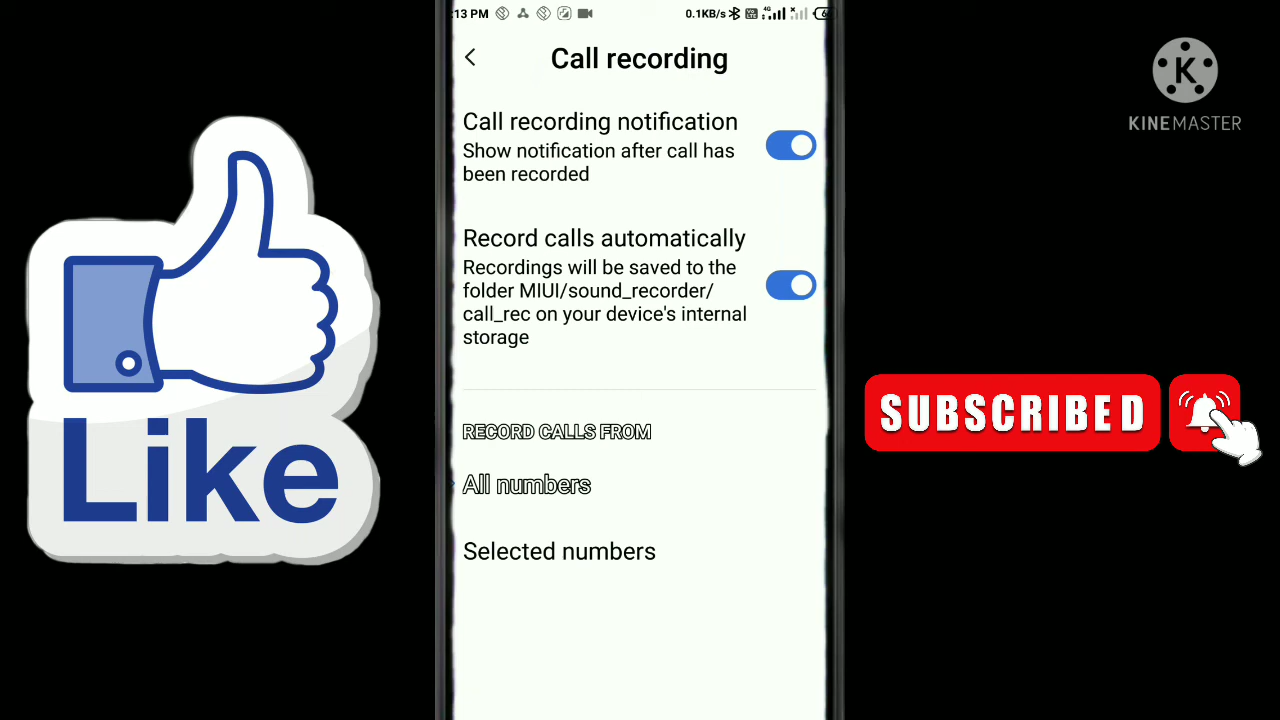 :13 PM
0.1KB/s
VoLTE
4G
Call recording
Call recording notification
Show notification after call has
been recorded
Record calls automatically
Recordings will be saved to the
folder MIUI/sound_recorder/
call_rec on your device's internal
storage
RECORD CALLS FROM
All numbers
Selected numbers
Like
K
KINEMASTER
SUBSCRIBED